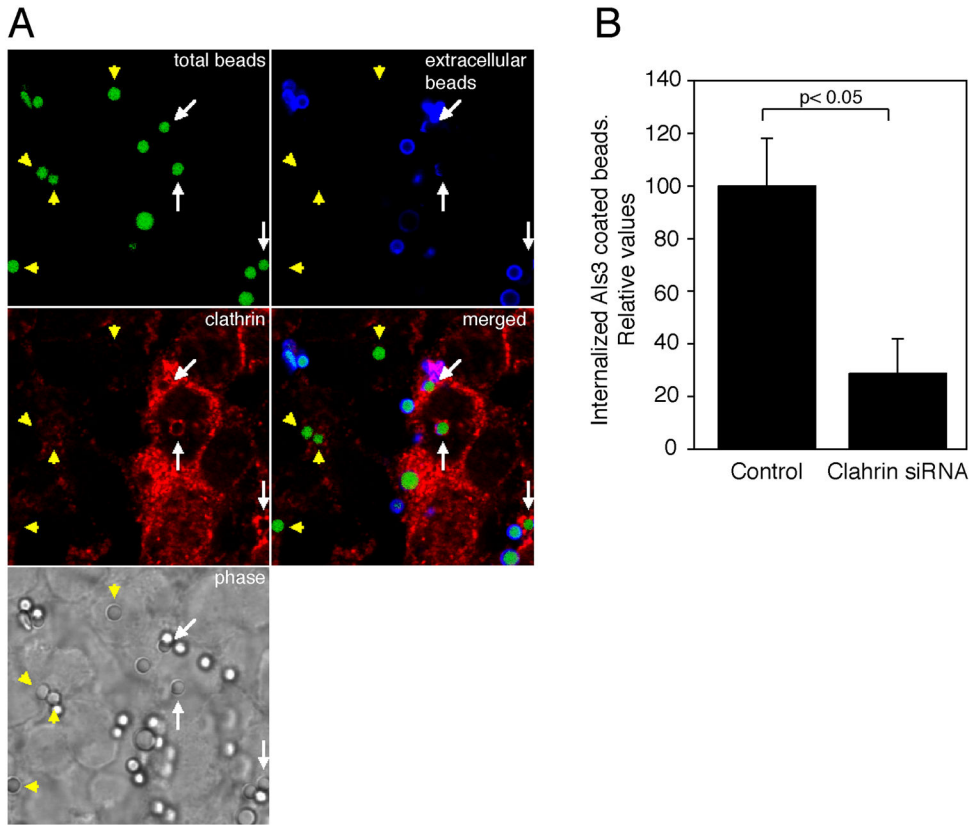 A
total beads
extracellular
beads
clathrin
merged
phase
B
Internalized Als3 coated beads.
Relative values
140
120
100
80
60
40
20
0
p< 0.05
Control
Clahrin siRNA